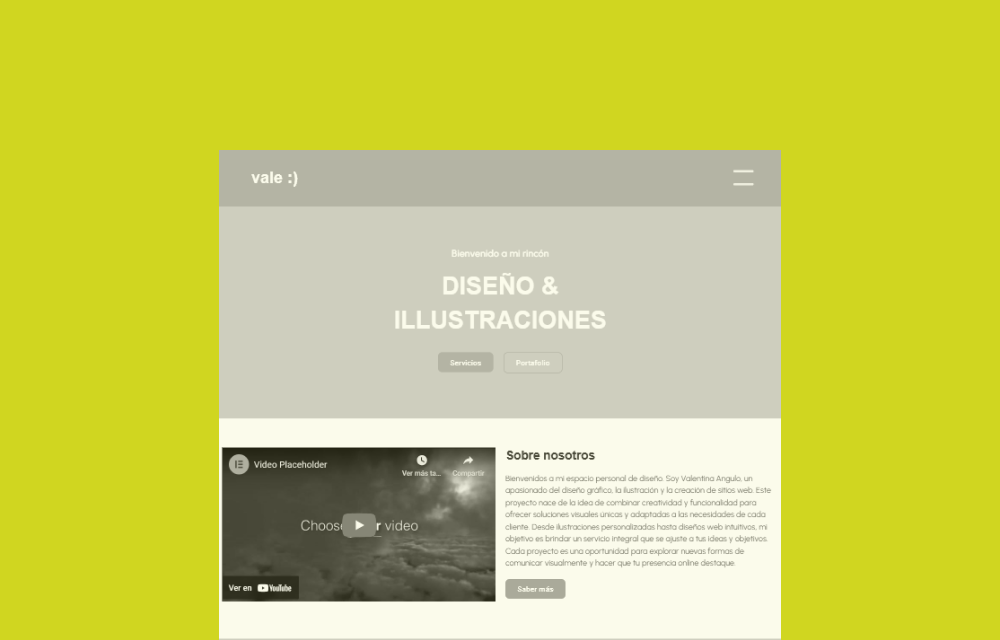 vale :)
Bienvenido a mi rincón
DISEÑO &
ILLUSTRACIONES
Servicios
Portafolio
Video Placeholder
Ver más ta...
Compartir
Choose r video
Ver en YouTube
Sobre nosotros
Bienvenidos a mi espacio personal de diseño. Soy Valentina Angulo, un
apasionado del diseño gráfico, la ilustración y la creación de sitios web. Este
proyecto nace de la idea de combinar creatividad y funcionalidad para
ofrecer soluciones visuales únicas y adaptadas a las necesidades de cada
cliente. Desde ilustraciones personalizadas hasta diseños web intuitivos, mi
objetivo es brindar un servicio integral que se ajuste a tus ideas y objetivos.
Cada proyecto es una oportunidad para explorar nuevas formas de
comunicar visualmente y hacer que tu presencia online destaque.
Saber más